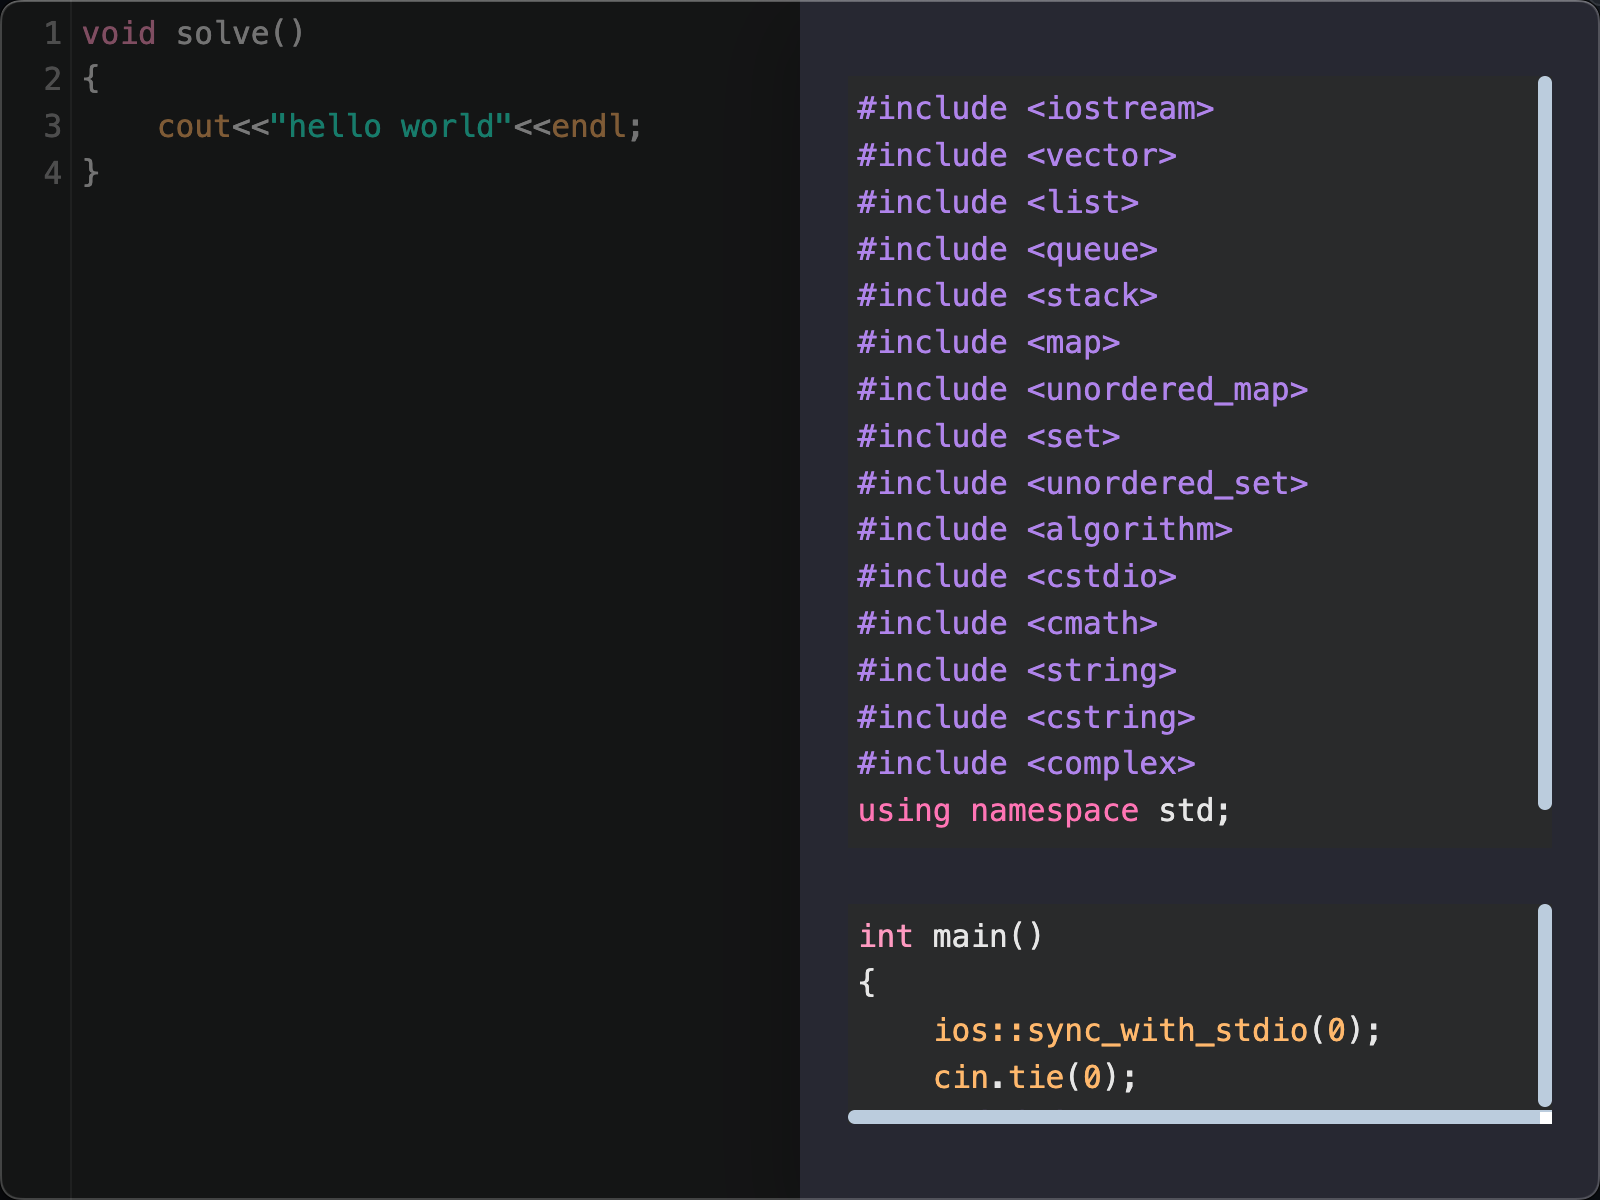 1 void solve()
2 {
3     cout<<"hello world"<<endl;
4 }
#include <iostream>
#include <vector>
#include <list>
#include <queue>
#include <stack>
#include <map>
#include <unordered_map>
#include <set>
#include <unordered_set>
#include <algorithm>
#include <cstdio>
#include <cmath>
#include <string>
#include <cstring>
#include <complex>
using namespace std;
int main()
{
    ios::sync_with_stdio(0);
    cin.tie(0);